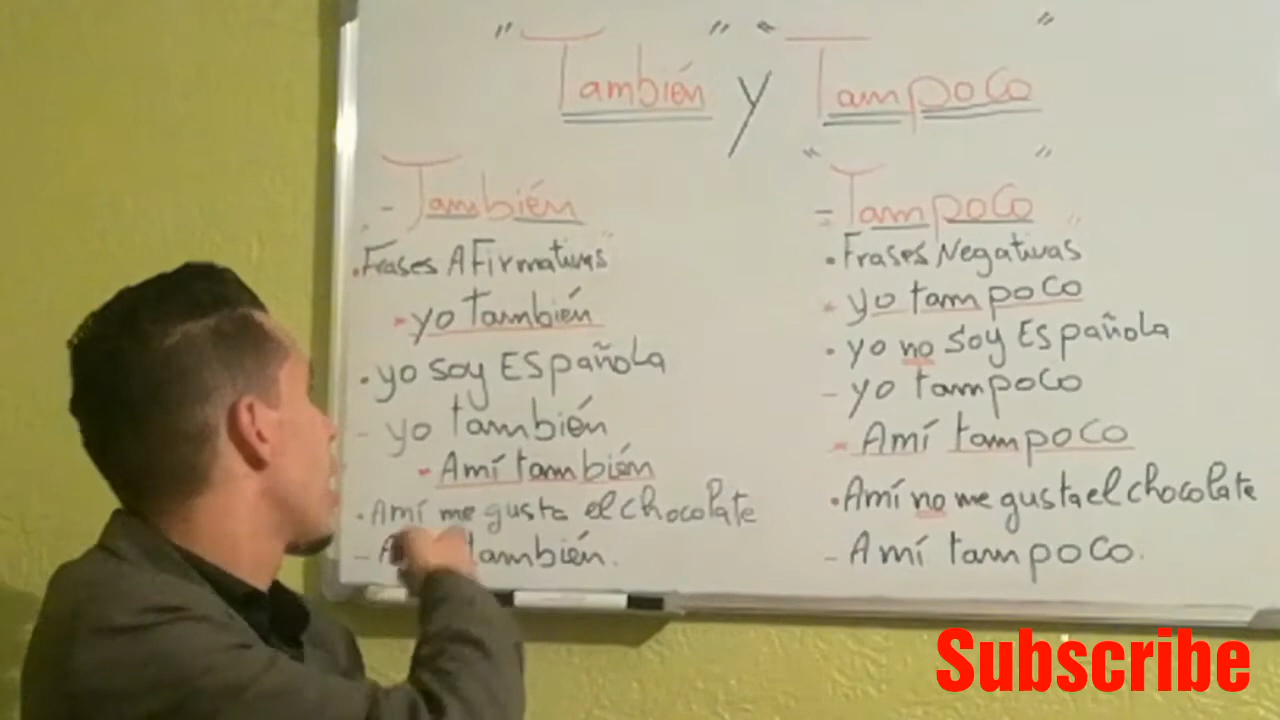 "También" y "Tampoco"
- También
• Frases Afirmativas
- yo también
• yo soy Española
- yo también
- Amí también
• Amí me gusta el chocolate
- también.
"
= Tampoco
"
• Frases Negativas
- yo tampoco
• yo no soy Española
- yo tampoco
- Amí tampoco
• Amí no me gusta el chocolate
- Amí tampoco.
Subscribe